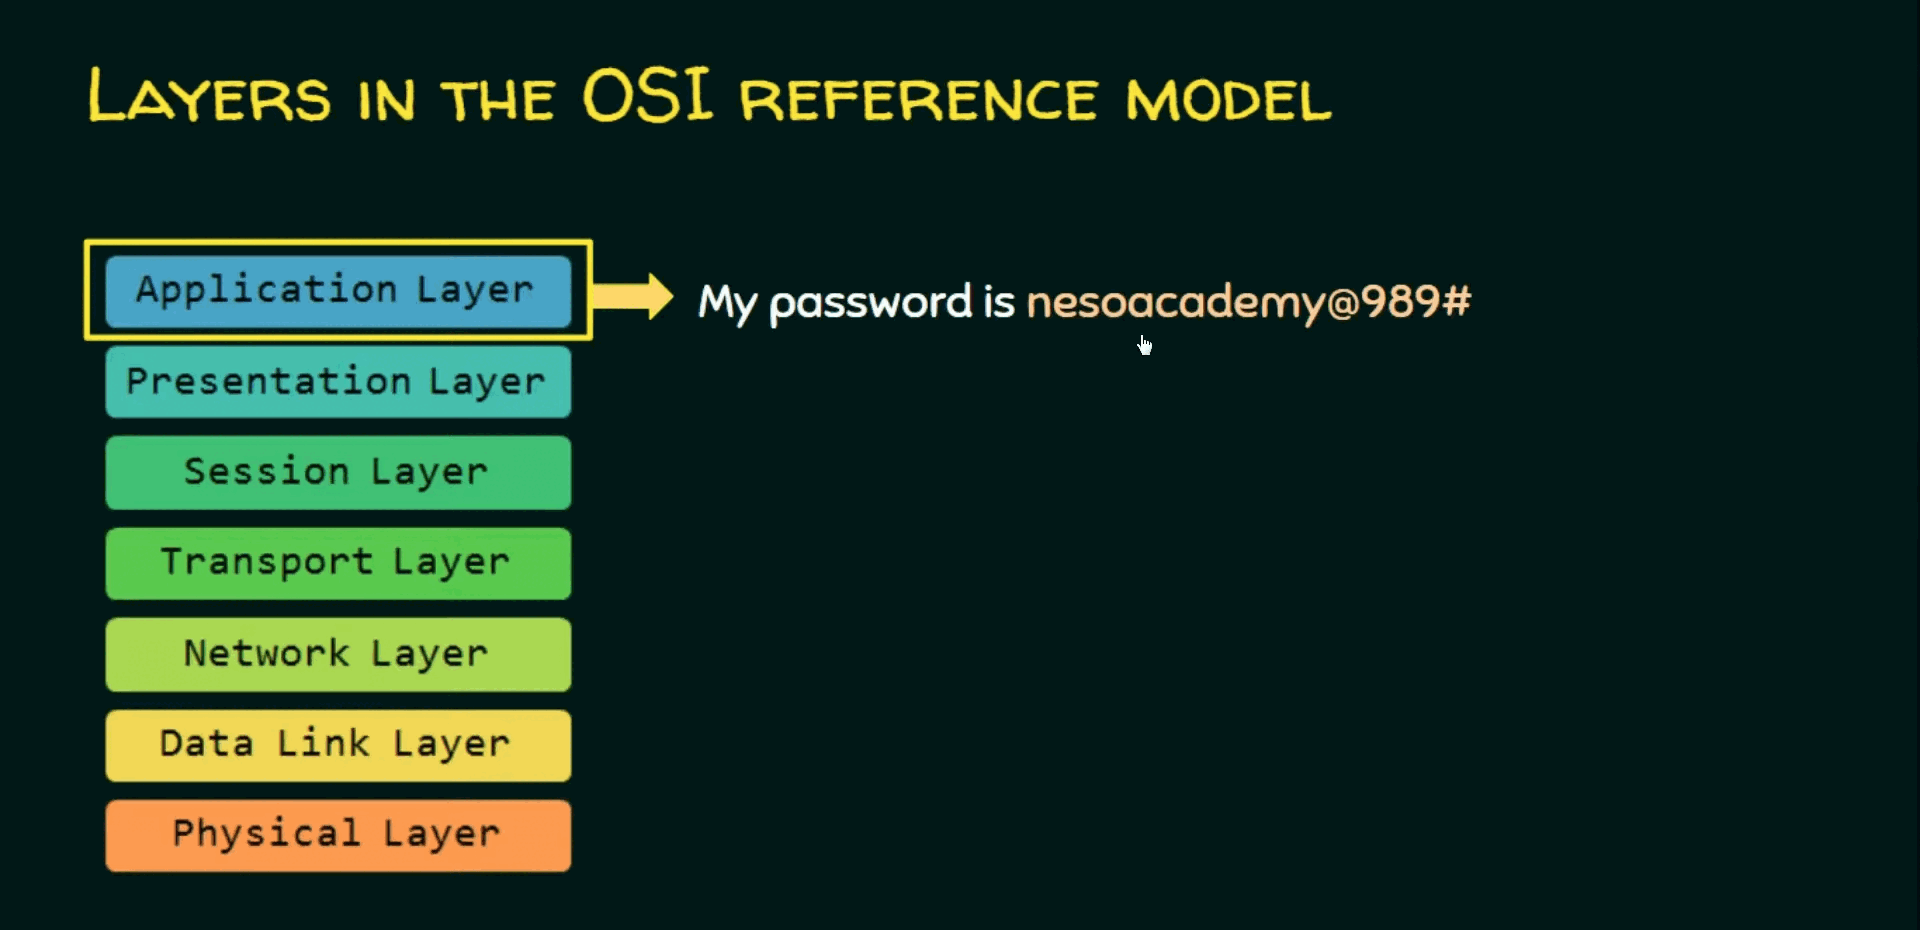 LAYERS IN THE OSI REFERENCE MODEL
Application Layer
My password is nesoacademy@989#
Presentation Layer
Session Layer
Transport Layer
Network Layer
Data Link Layer
Physical Layer